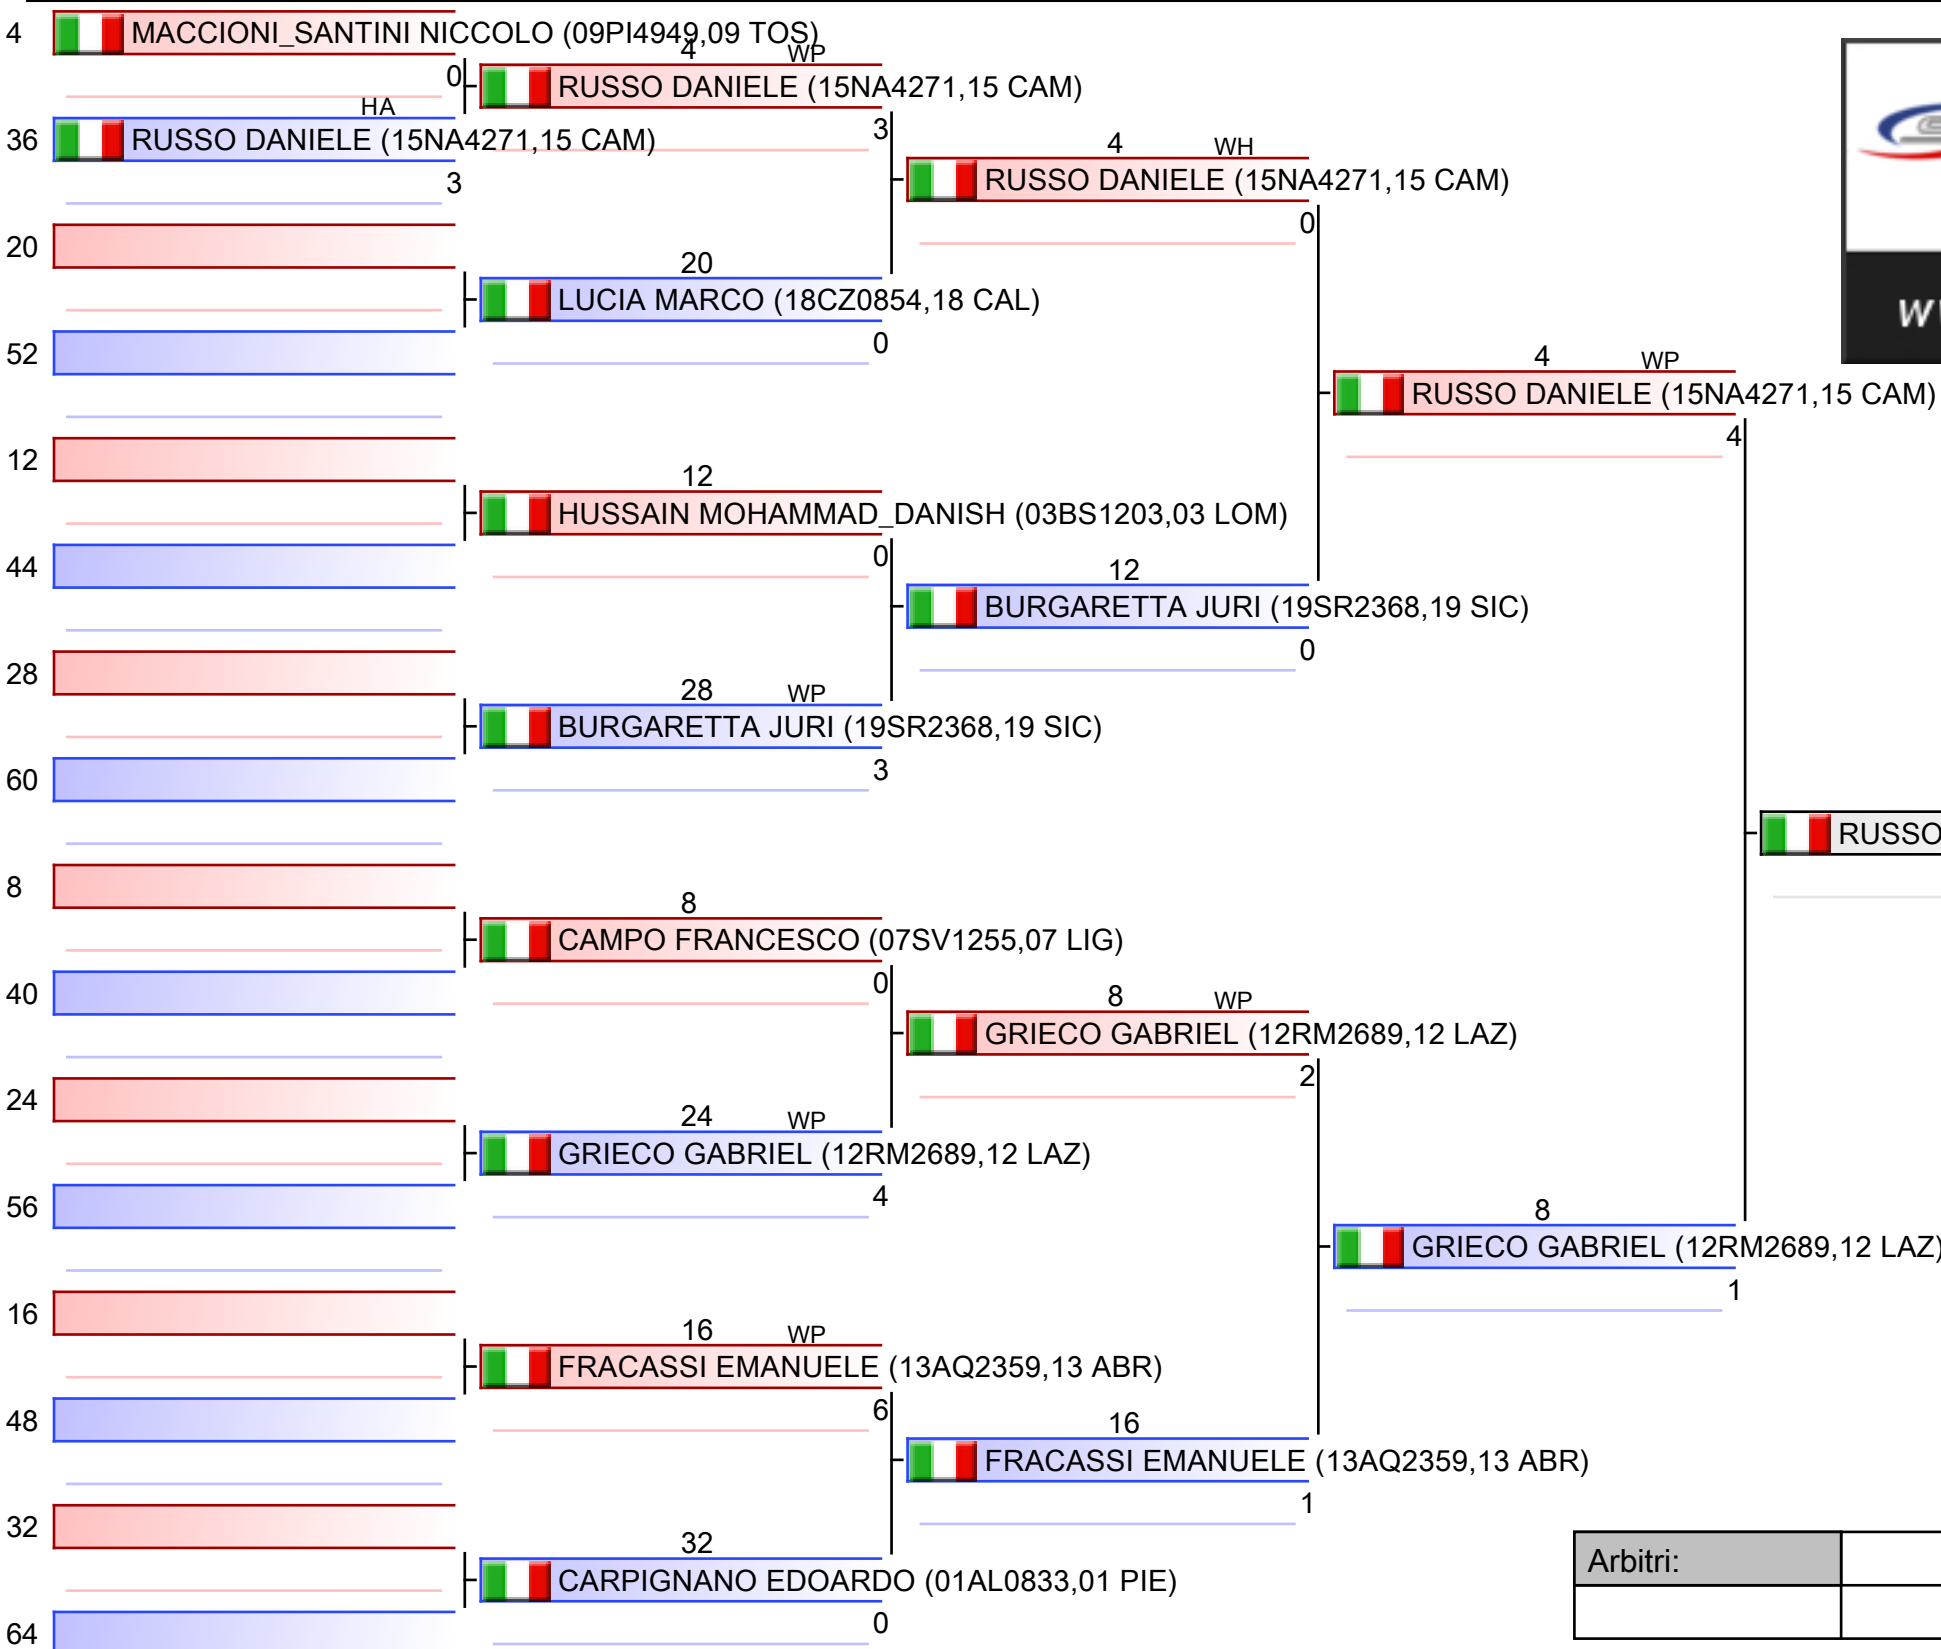 4 MACCIONI_SANTINI NICCOLO (09PI4949,09 TOS)
4 WP
0 RUSSO DANIELE (15NA4271,15 CAM)
HA
36 RUSSO DANIELE (15NA4271,15 CAM) 3
4 WH
3 RUSSO DANIELE (15NA4271,15 CAM)
0
20
20
LUCIA MARCO (18CZ0854,18 CAL)
0
52
4 WP
RUSSO DANIELE (15NA4271,15 CAM)
4
12
12
HUSSAIN MOHAMMAD_DANISH (03BS1203,03 LOM)
0
44
12
BURGARETTA JURI (19SR2368,19 SIC)
0
28
28 WP
BURGARETTA JURI (19SR2368,19 SIC)
3
60
RUSSO
8
8
CAMPO FRANCESCO (07SV1255,07 LIG)
0
40
8 WP
GRIECO GABRIEL (12RM2689,12 LAZ)
2
24
24 WP
GRIECO GABRIEL (12RM2689,12 LAZ)
4
56
8
GRIECO GABRIEL (12RM2689,12 LAZ)
1
16
16 WP
FRACASSI EMANUELE (13AQ2359,13 ABR)
6
48
16
FRACASSI EMANUELE (13AQ2359,13 ABR)
1
32
32
CARPIGNANO EDOARDO (01AL0833,01 PIE)
0
64
Arbitri: